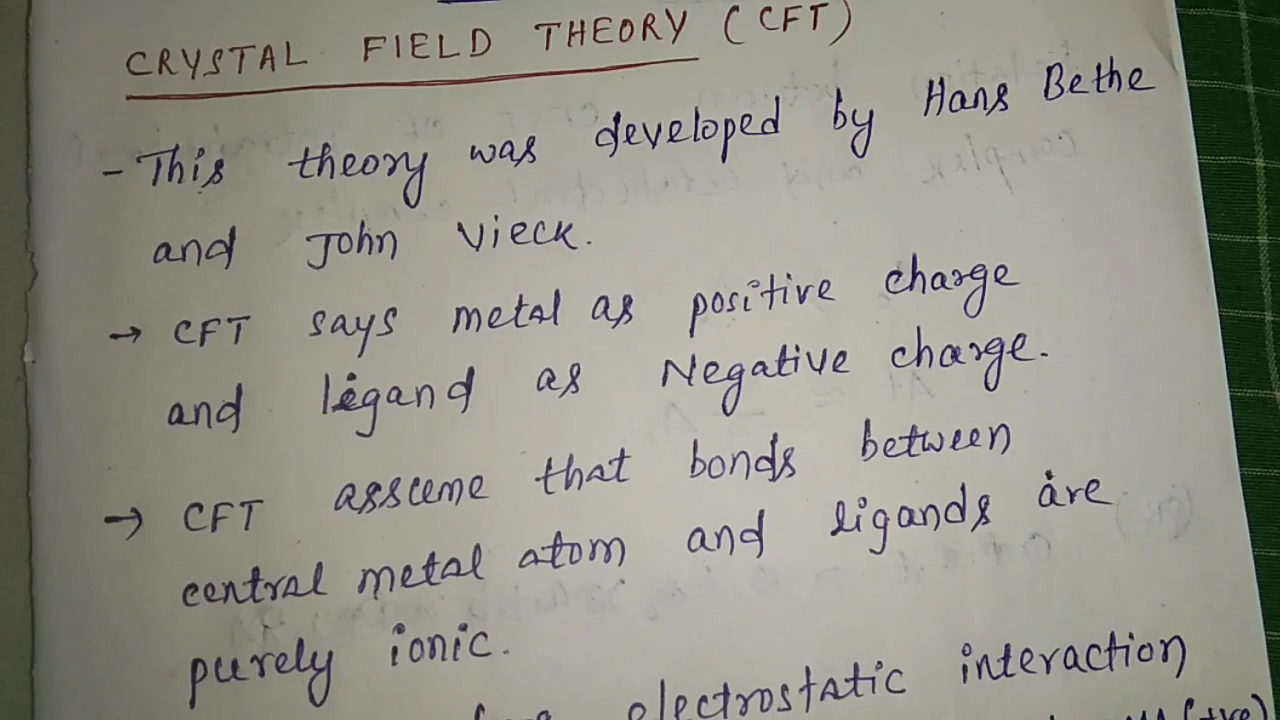 CRYSTAL FIELD THEORY (CFT)
- This theory was developed by Hans Bethe
and John Vieck.
→ CFT says metal as positive charge
and ligand as Negative charge.
→ CFT assume that bonds between
central metal atom and ligands are
purely ionic.
electrostatic interaction